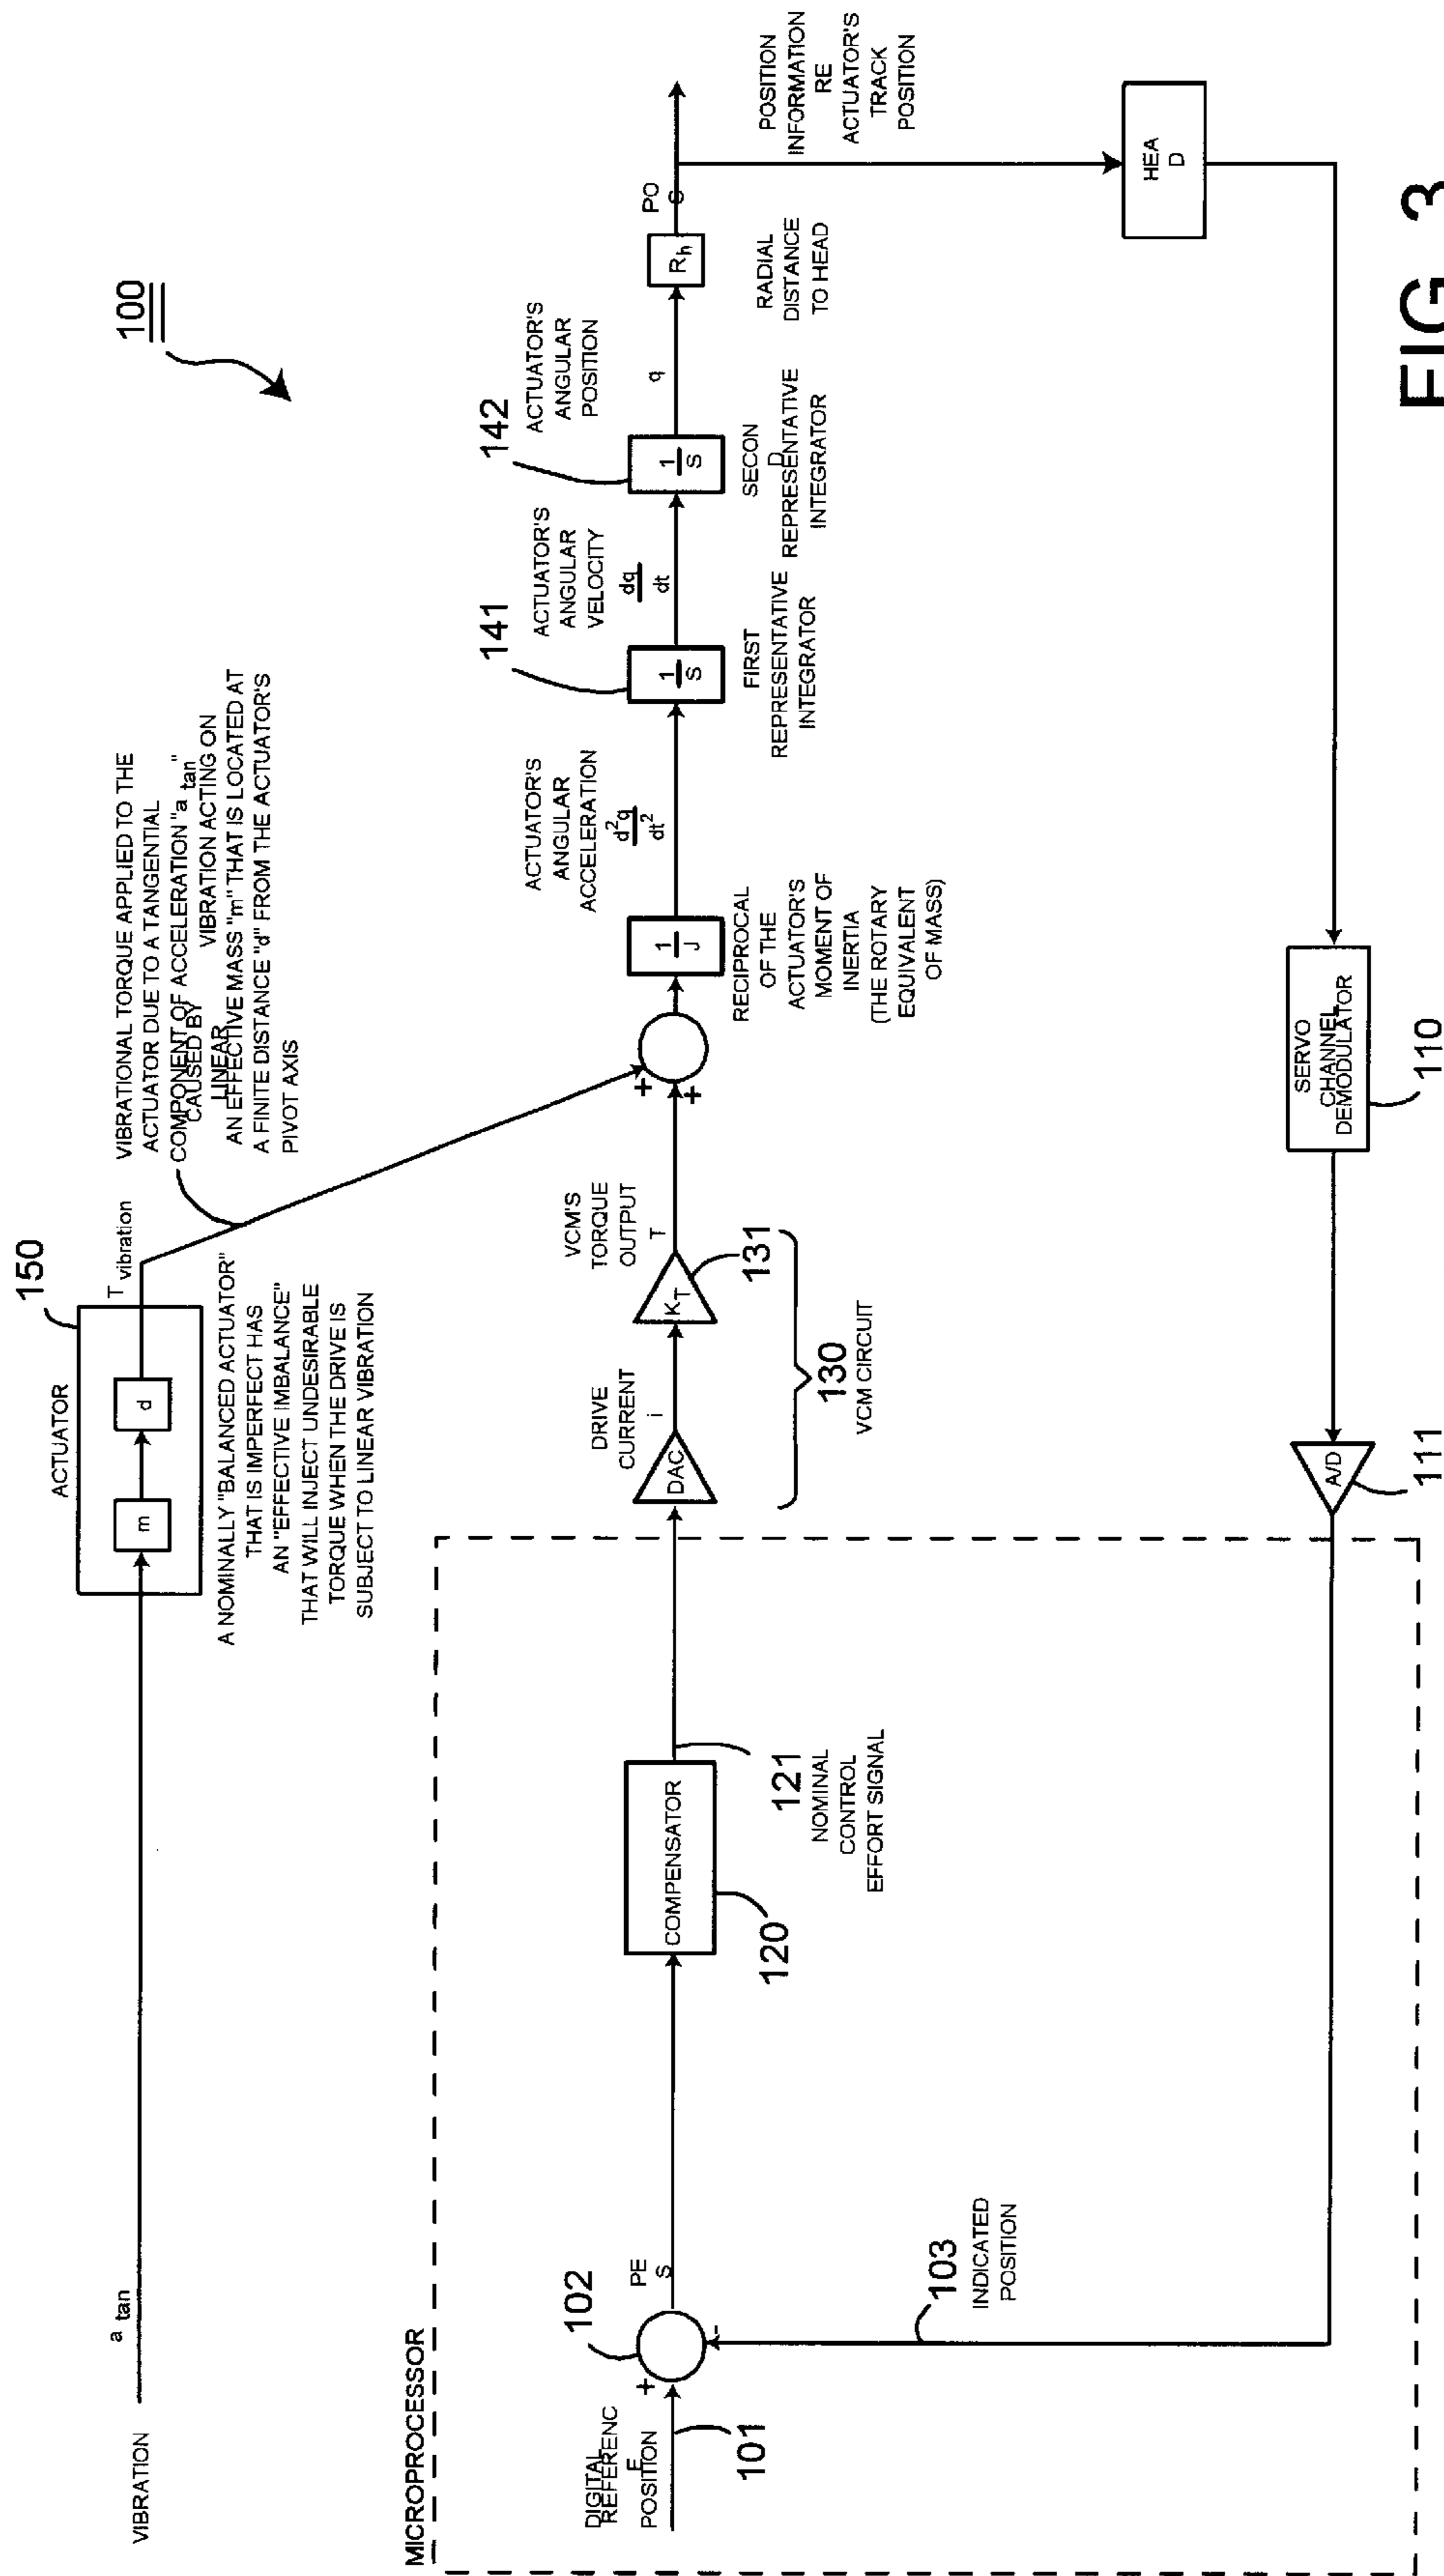 100
150
ACTUATOR
m
d
T vibration
VIBRATION
a tan
A NOMINALLY "BALANCED ACTUATOR"
THAT IS IMPERFECT HAS
AN "EFFECTIVE IMBALANCE"
THAT WILL INJECT UNDESIRABLE
TORQUE WHEN THE DRIVE IS
SUBJECT TO LINEAR VIBRATION
VIBRATIONAL TORQUE APPLIED TO THE
ACTUATOR DUE TO A TANGENTIAL
COMPONENT OF ACCELERATION "a tan"
CAUSED BY
LINEAR
VIBRATION ACTING ON
AN EFFECTIVE MASS "m" THAT IS LOCATED AT
A FINITE DISTANCE "d" FROM THE ACTUATOR'S
PIVOT AXIS
MICROPROCESSOR
DIGITAL
REFERENC
E
POSITION
101
+
-
102
PE
S
COMPENSATOR
120
121
NOMINAL
CONTROL
EFFORT SIGNAL
DAC
DRIVE
CURRENT
i
KT
131
130
VCM CIRCUIT
VCM'S
TORQUE
OUTPUT
T
+
+
1
J
RECIPROCAL
OF THE
ACTUATOR'S
MOMENT OF
INERTIA
(THE ROTARY
EQUIVALENT
OF MASS)
ACTUATOR'S
ANGULAR
ACCELERATION
d²q
dt²
141
1
S
FIRST
REPRESENTATIVE
INTEGRATOR
ACTUATOR'S
ANGULAR
VELOCITY
dq
dt
142
1
S
SECON
D
REPRESENTATIVE
INTEGRATOR
ACTUATOR'S
ANGULAR
POSITION
q
Rh
RADIAL
DISTANCE
TO HEAD
PO
S
POSITION
INFORMATION
RE
ACTUATOR'S
TRACK
POSITION
HEA
D
SERVO
CHANNEL
DEMODULATOR
110
A/D
111
103
INDICATED
POSITION
FIG. 3